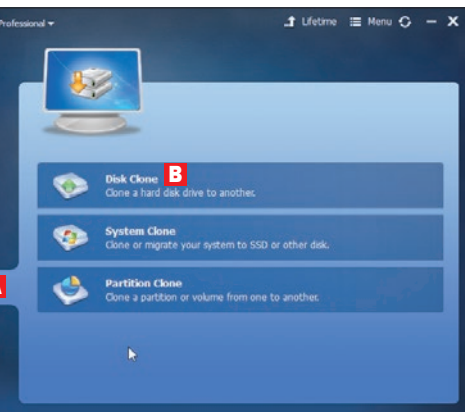 Professional
Lifetime Menu
Disk Clone B
Clone a hard disk drive to another.
System Clone
Clone or migrate your system to SSD or other disk.
Partition Clone
Clone a partition or volume from one to another.